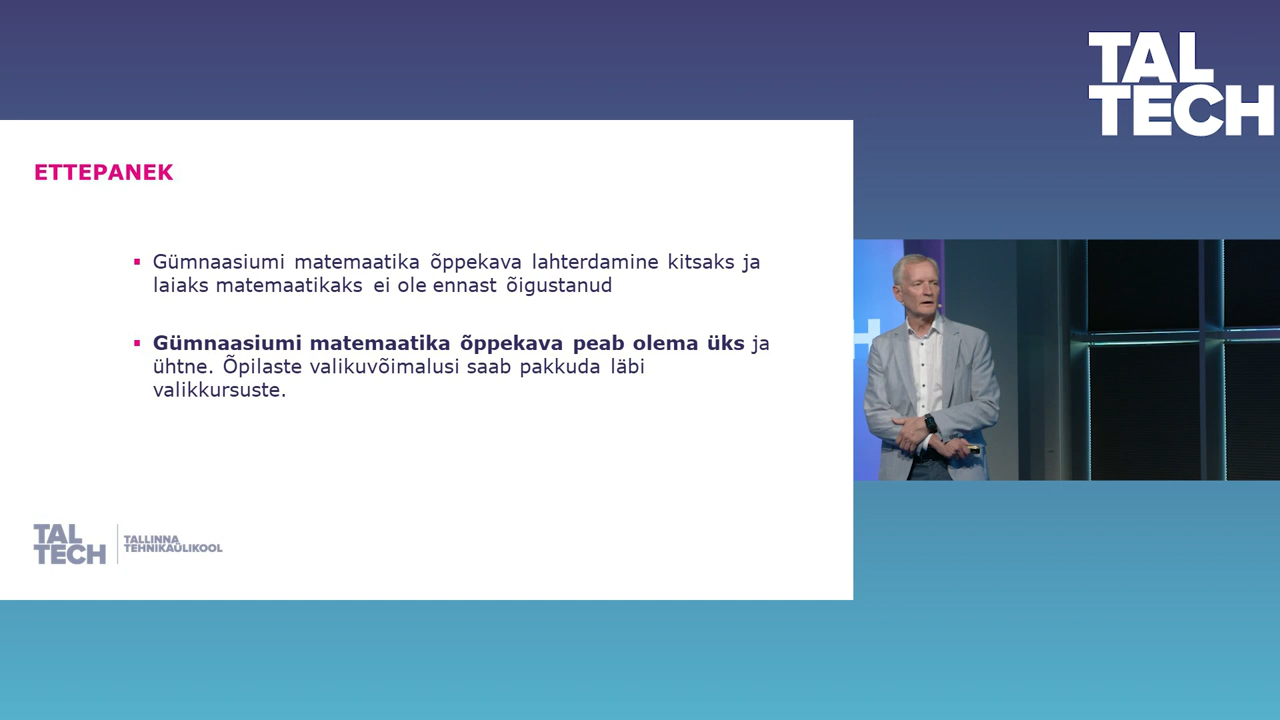 TAL
TECH
ETTEPANEK
Gümnaasiumi matemaatika õppekava lahterdamine kitsaks ja
laiaks matemaatikaks ei ole ennast õigustanud
Gümnaasiumi matemaatika õppekava peab olema üks ja
ühtne. Õpilaste valikuvõimalusi saab pakkuda läbi
valikkursuste.
H
TAL
TECH
TALLINNA
TEHNIKAÜLIKOOL